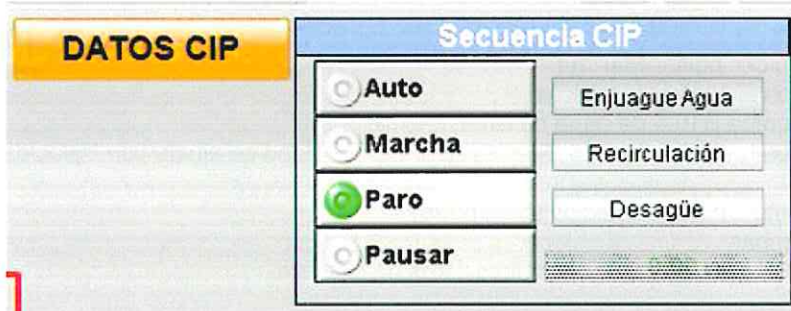 DATOS CIP
Secuencia CIP
Auto
Enjuague Agua
Marcha
Recirculación
Paro
Desagüe
Pausar